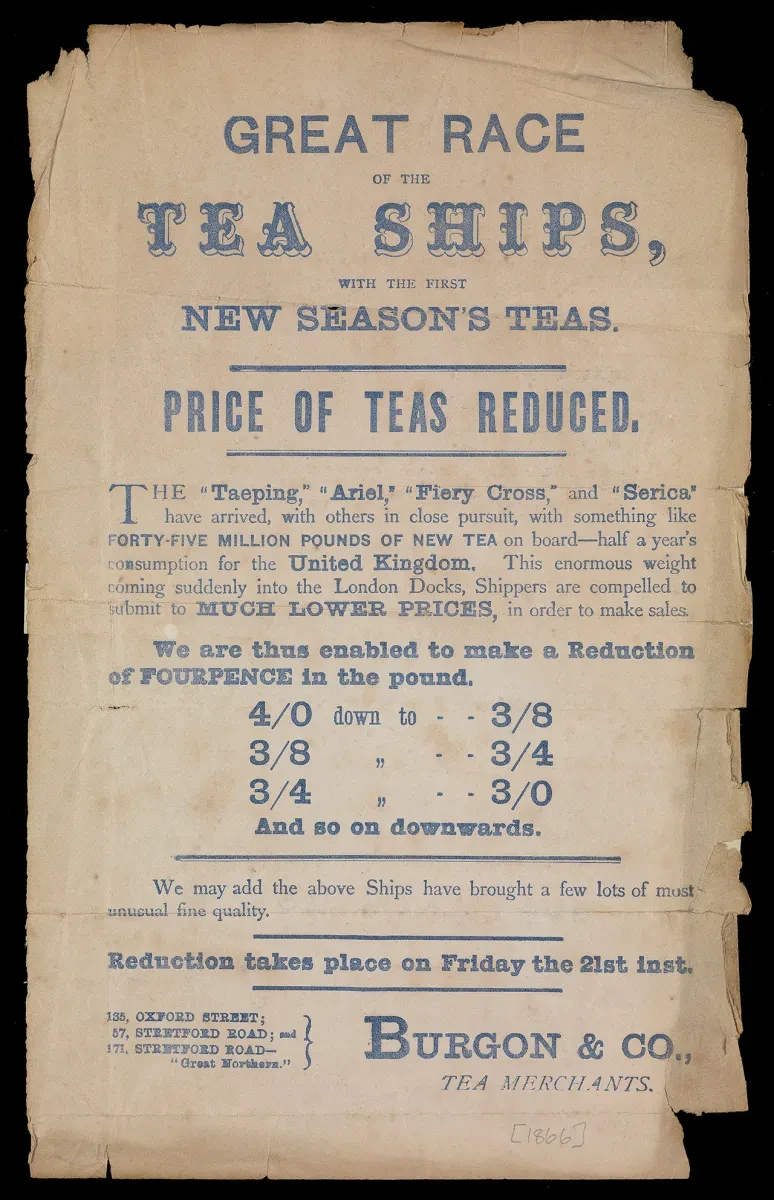 GREAT RACE
OF THE
TEA SHIPS,
WITH THE FIRST
NEW SEASON'S TEAS.
PRICE OF TEAS REDUCED.
THE "Taeping," "Ariel," "Fiery Cross," and "Serica"
have arrived, with others in close pursuit, with something like
FORTY-FIVE MILLION POUNDS OF NEW TEA on board—half a year's
consumption for the United Kingdom. This enormous weight
coming suddenly into the London Docks, Shippers are compelled to
submit to MUCH LOWER PRICES, in order to make sales.
We are thus enabled to make a Reduction
of FOURPENCE in the pound.
4/0 down to - - 3/8
3/8 „ - - 3/4
3/4 „ - - 3/0
And so on downwards.
We may add the above Ships have brought a few lots of most
unusual fine quality.
Reduction takes place on Friday the 21st inst.
135, OXFORD STREET;
57, STRETFORD ROAD; and
171, STRETFORD ROAD—
"Great Northern."
BURGON & CO.,
TEA MERCHANTS.
[1866]